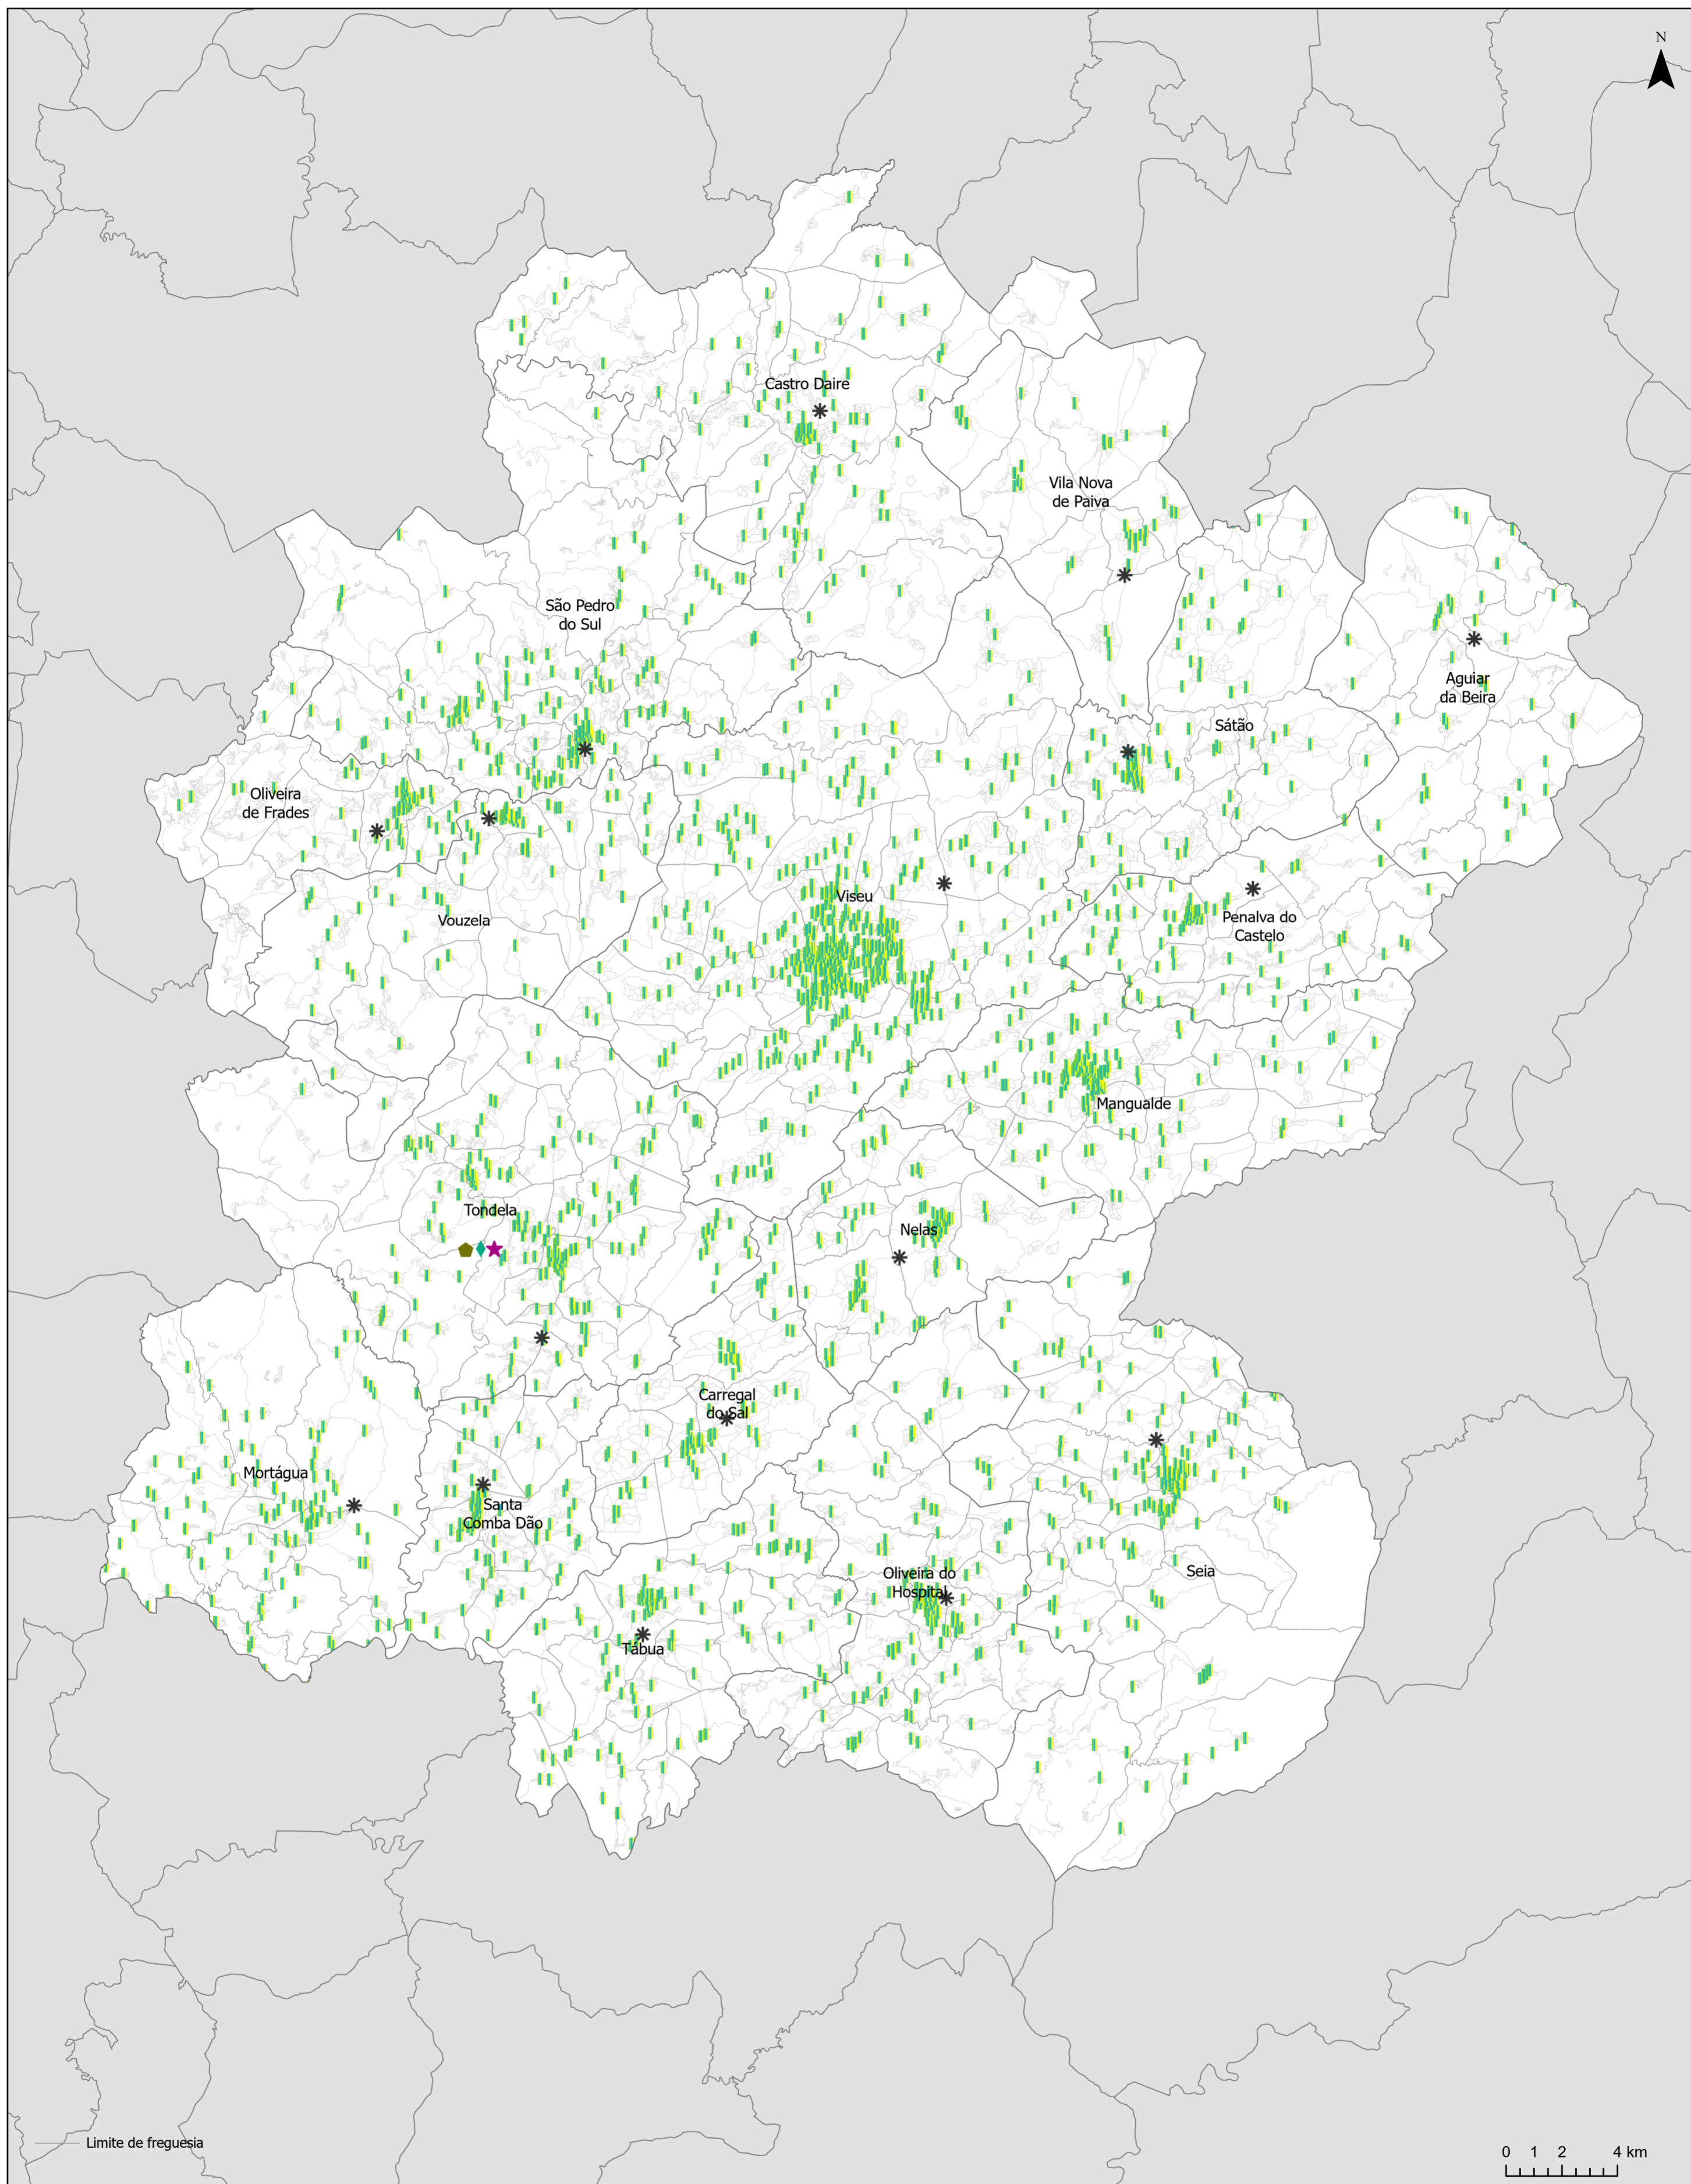 N
Castro Daire
Vila Nova
de Paiva
São Pedro
do Sul
Aguiar
da Beira
Sátão
Oliveira
de Frades
Viseu
Vouzela
Penalva do
Castelo
Mangualde
Tondela
Nelas
Carregal
do Sal
Mortágua
Santa
Comba Dão
Seia
Oliveira do
Hospital
Tábua
Limite de freguesia
0 1 2 4 km